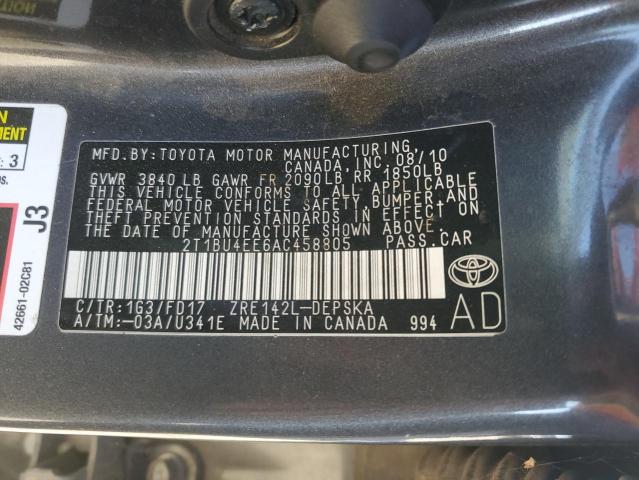 MFD.BY:TOYOTA MOTOR MANUFACTURING
CANADA,INC. 08/10
GVWR 3840 LB GAWR FR 2090LB RR 1850LB
THIS VEHICLE CONFORMS TO ALL APPLICABLE
FEDERAL MOTOR VEHICLE SAFETY,BUMPER,AND
THEFT PREVENTION STANDARDS IN EFFECT ON
THE DATE OF MANUFACTURE SHOWN ABOVE.
2T1BU4EE6AC458805 PASS.CAR
C/TR:1G3/FD17 ZRE142L-DEPSKA
A/TM:-03A/U341E MADE IN CANADA 994
AD
EMENT
3
J3
42661-02C81